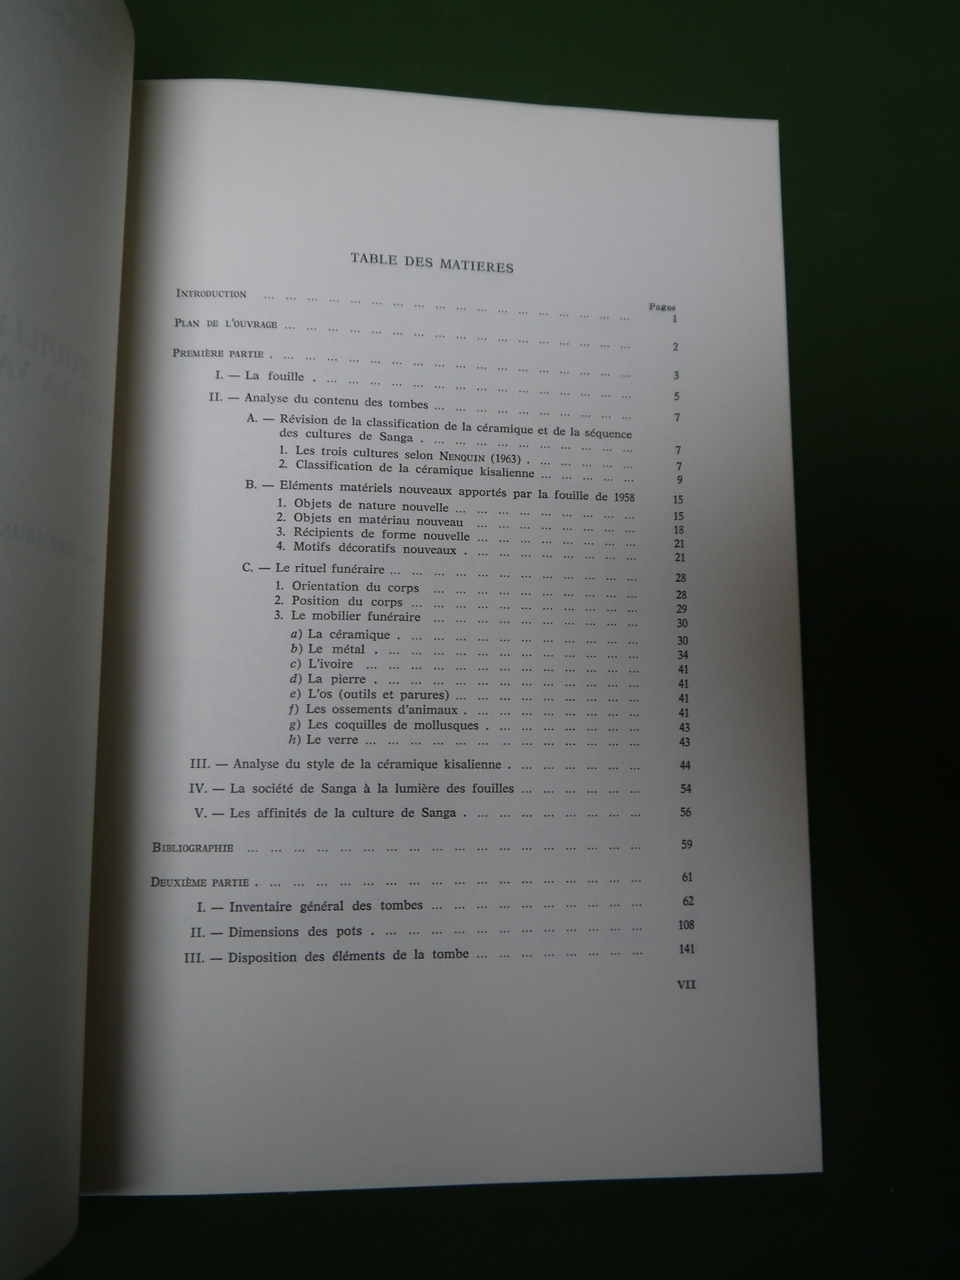 TABLE DES MATIERES
Pages
INTRODUCTION ... ... ... ... ... ... ... ... ... ... ... ... ... ... ... ... ... 1
PLAN DE L'OUVRAGE ... ... ... ... ... ... ... ... ... ... ... ... ... ... ... ... 2
PREMIÈRE PARTIE . ... ... ... ... ... ... ... ... ... ... ... ... ... ... ... ... ... 3
I. — La fouille . ... ... ... ... ... ... ... ... ... ... ... ... ... ... ... 5
II. — Analyse du contenu des tombes ... ... ... ... ... ... ... ... ... ... 7
A. — Révision de la classification de la céramique et de la séquence
des cultures de Sanga . ... ... ... ... ... ... ... ... ... ... 7
1. Les trois cultures selon NENQUIN (1963) . ... ... ... ... ... 7
2. Classification de la céramique kisalienne ... ... ... ... ... 9
B. — Eléments matériels nouveaux apportés par la fouille de 1958 15
1. Objets de nature nouvelle ... ... ... ... ... ... ... ... ... 15
2. Objets en matériau nouveau ... ... ... ... ... ... ... ... 18
3. Récipients de forme nouvelle ... ... ... ... ... ... ... ... 21
4. Motifs décoratifs nouveaux . ... ... ... ... ... ... ... ... 21
C. — Le rituel funéraire ... ... ... ... ... ... ... ... ... ... ... ... 28
1. Orientation du corps ... ... ... ... ... ... ... ... ... ... 28
2. Position du corps ... ... ... ... ... ... ... ... ... ... ... 29
3. Le mobilier funéraire ... ... ... ... ... ... ... ... ... ... 30
a) La céramique . ... ... ... ... ... ... ... ... ... ... ... 30
b) Le métal . ... ... ... ... ... ... ... ... ... ... ... ... 34
c) L'ivoire ... ... ... ... ... ... ... ... ... ... ... ... ... 41
d) La pierre . ... ... ... ... ... ... ... ... ... ... ... ... 41
e) L'os (outils et parures) ... ... ... ... ... ... ... ... ... 41
f) Les ossements d'animaux . ... ... ... ... ... ... ... ... 41
g) Les coquilles de mollusques . ... ... ... ... ... ... ... 43
h) Le verre ... ... ... ... ... ... ... ... ... ... ... ... ... 43
III. — Analyse du style de la céramique kisalienne . ... ... ... ... ... ... 44
IV. — La société de Sanga à la lumière des fouilles ... ... ... ... ... ... 54
V. — Les affinités de la culture de Sanga . ... ... ... ... ... ... ... ... 56
BIBLIOGRAPHIE ... ... ... ... ... ... ... ... ... ... ... ... ... ... ... ... ... ... 59
DEUXIÈME PARTIE . ... ... ... ... ... ... ... ... ... ... ... ... ... ... ... ... ... 61
I. — Inventaire général des tombes ... ... ... ... ... ... ... ... ... ... 62
II. — Dimensions des pots . ... ... ... ... ... ... ... ... ... ... ... ... 108
III. — Disposition des éléments de la tombe ... ... ... ... ... ... ... ... 141
VII